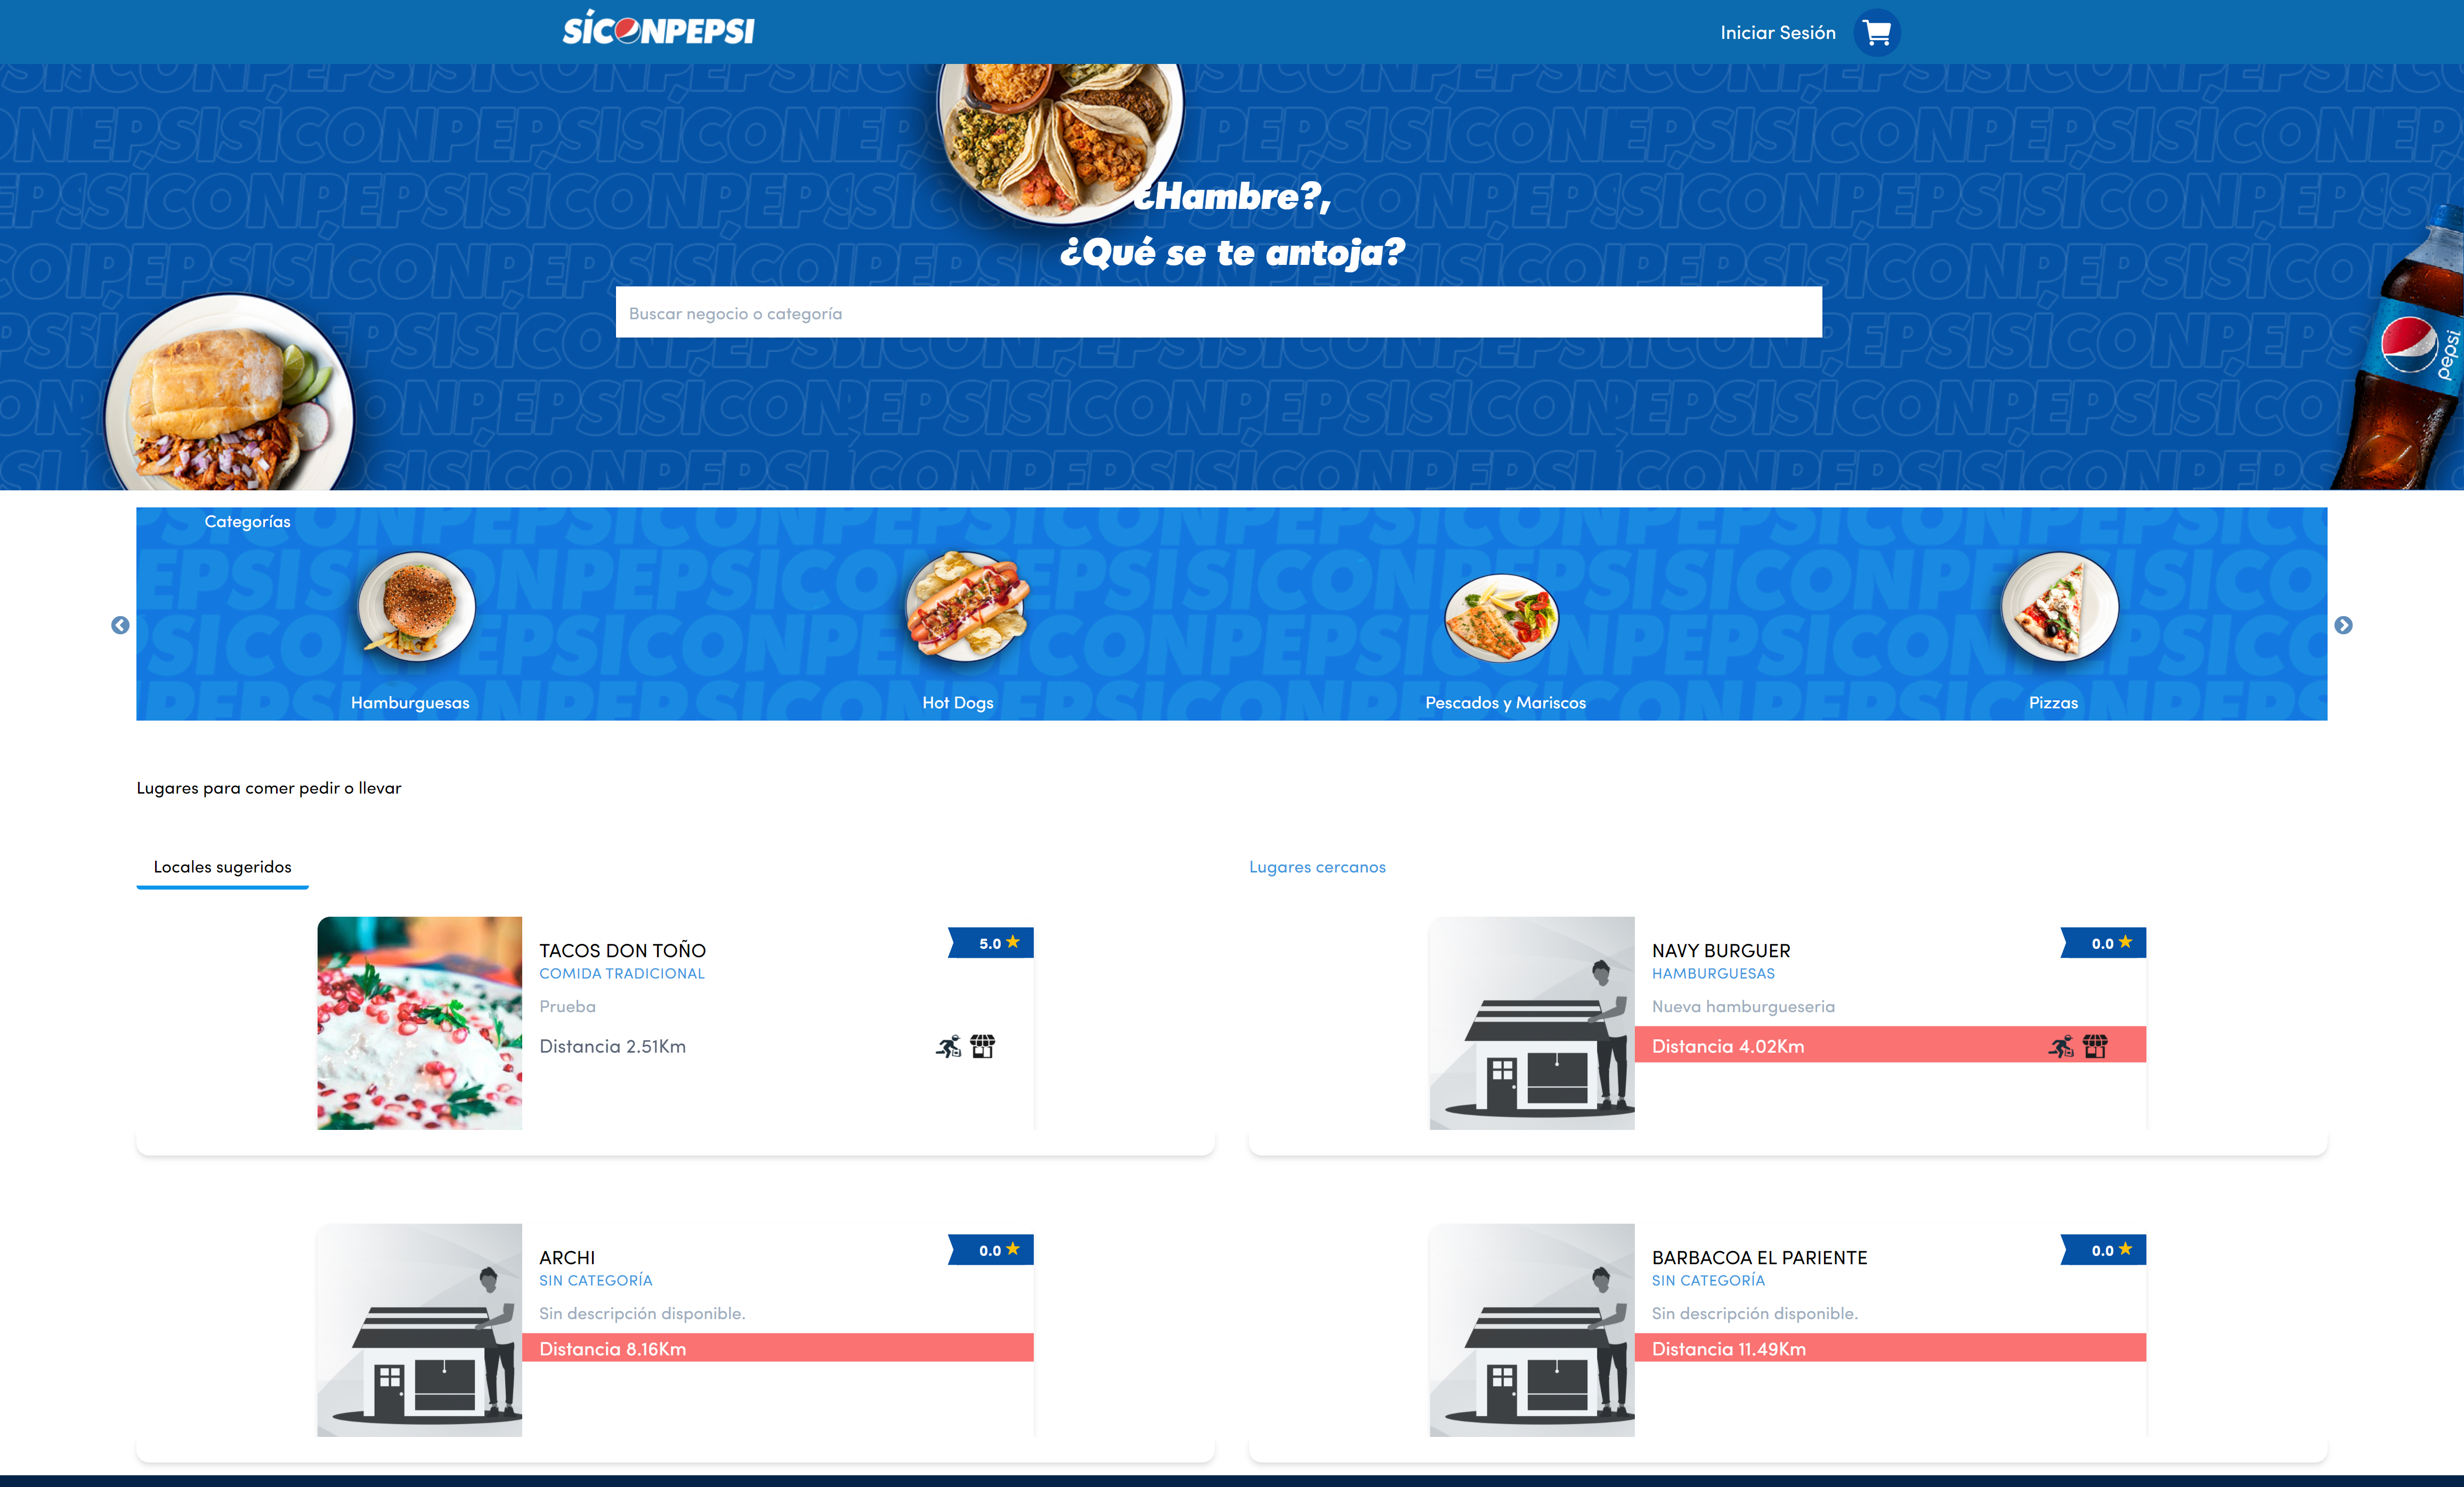 SÍCONPEPSI
Iniciar Sesión
¿Hambre?,
¿Qué se te antoja?
Buscar negocio o categoría
pepsi
Categorías
Hamburguesas
Hot Dogs
Pescados y Mariscos
Pizzas
Lugares para comer pedir o llevar
Locales sugeridos
Lugares cercanos
TACOS DON TOÑO
5.0
COMIDA TRADICIONAL
Prueba
Distancia 2.51Km
NAVY BURGUER
0.0
HAMBURGUESAS
Nueva hamburgueseria
Distancia 4.02Km
ARCHI
0.0
SIN CATEGORÍA
Sin descripción disponible.
Distancia 8.16Km
BARBACOA EL PARIENTE
0.0
SIN CATEGORÍA
Sin descripción disponible.
Distancia 11.49Km